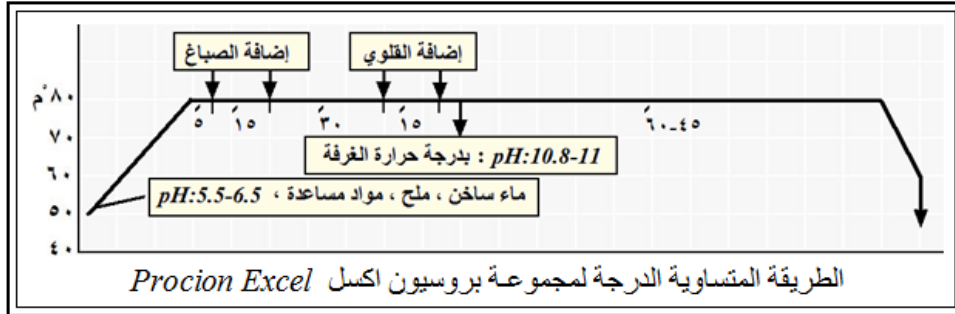 إضافة الصباغ
إضافة القلوي
٨٠ ْم
٧٠
٦٠
٥٠
٤٠
َ٥
َ١٥
َ٣٠
َ١٥
َ٤٥-٦٠
pH:10.8-11 : بدرجة حرارة الغرفة
ماء ساخن ، ملح ، مواد مساعدة ، pH:5.5-6.5
الطريقة المتساوية الدرجة لمجموعة بروسيون اكسل Procion Excel